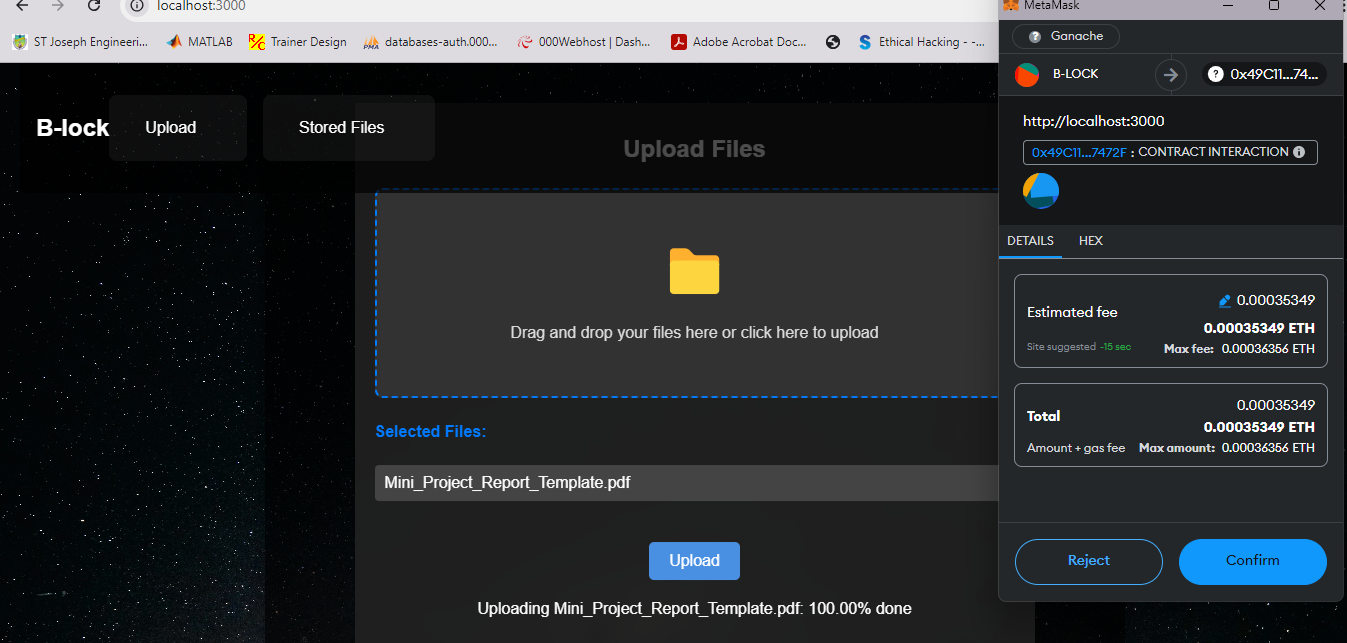 localhost:3000
ST Joseph Engineeri...
MATLAB
Trainer Design
databases-auth.000...
000Webhost | Dash...
Adobe Acrobat Doc...
Ethical Hacking - -...
B-lock
Upload
Stored Files
Upload Files
Drag and drop your files here or click here to upload
Selected Files:
Mini_Project_Report_Template.pdf
Upload
Uploading Mini_Project_Report_Template.pdf: 100.00% done
MetaMask
Ganache
B-LOCK
0x49C11...74...
http://localhost:3000
0x49C11...7472F : CONTRACT INTERACTION
DETAILS
HEX
Estimated fee
0.00035349
0.00035349 ETH
Site suggested ~15 sec
Max fee: 0.00036356 ETH
Total
0.00035349
0.00035349 ETH
Amount + gas fee
Max amount: 0.00036356 ETH
Reject
Confirm